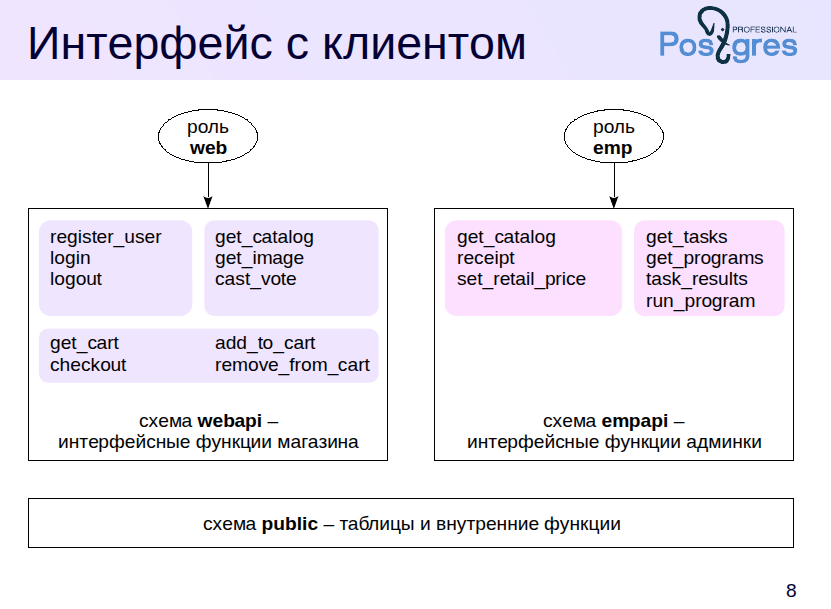 Интерфейс с клиентом
PROFESSIONAL
Postgres
роль
web
роль
emp
register_user
login
logout
get_catalog
get_image
cast_vote
get_cart
checkout
add_to_cart
remove_from_cart
схема webapi –
интерфейсные функции магазина
get_catalog
receipt
set_retail_price
get_tasks
get_programs
task_results
run_program
схема empapi –
интерфейсные функции админки
схема public – таблицы и внутренние функции
8